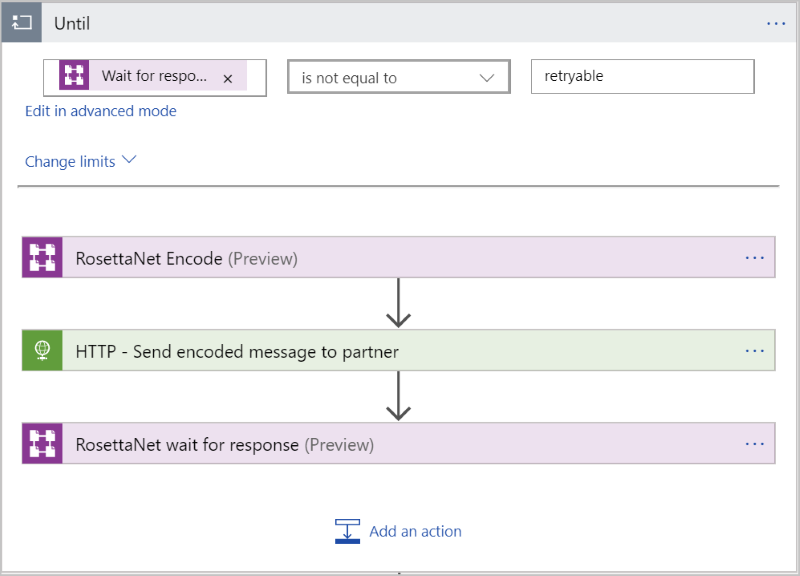 Until
Wait for respo... x is not equal to retryable
Edit in advanced mode
Change limits
RosettaNet Encode (Preview)
HTTP - Send encoded message to partner
RosettaNet wait for response (Preview)
Add an action